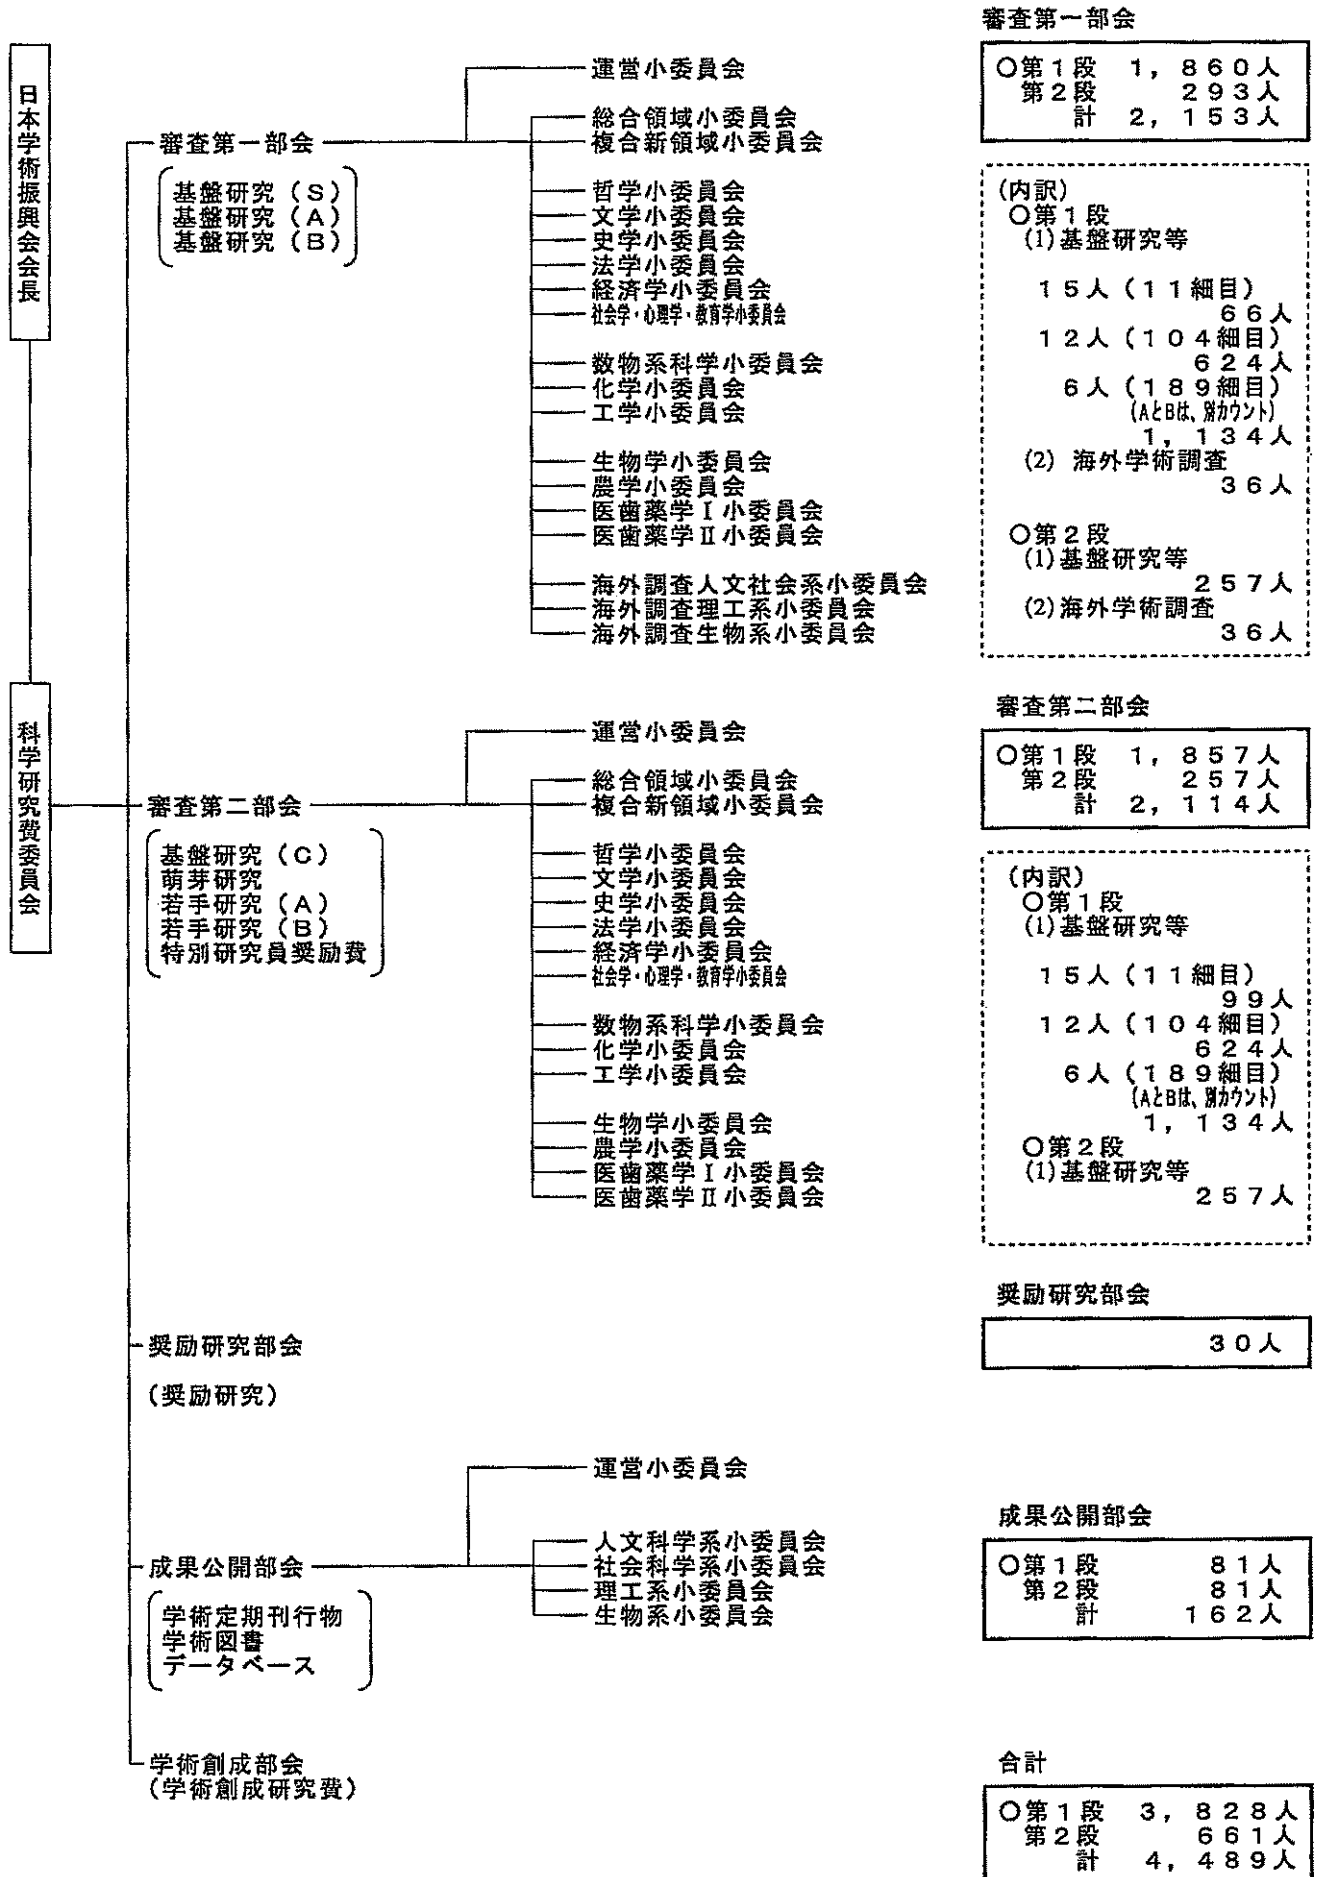 日本学術振興会会長
科学研究費委員会
審査第一部会
基盤研究(S)
基盤研究(A)
基盤研究(B)
運営小委員会
総合領域小委員会
複合新領域小委員会
哲学小委員会
文学小委員会
史学小委員会
法学小委員会
経済学小委員会
社会学・心理学・教育学小委員会
数物系科学小委員会
化学小委員会
工学小委員会
生物学小委員会
農学小委員会
医歯薬学Ⅰ小委員会
医歯薬学Ⅱ小委員会
海外調査人文社会系小委員会
海外調査理工系小委員会
海外調査生物系小委員会
審査第一部会
○第1段 1,860人
第2段 293人
計 2,153人
(内訳)
○第1段
(1)基盤研究等
15人(11細目)
66人
12人(104細目)
624人
6人(189細目)
(AとBは、別カウント)
1,134人
(2) 海外学術調査
36人
○第2段
(1)基盤研究等
257人
(2)海外学術調査
36人
審査第二部会
基盤研究(C)
萌芽研究
若手研究(A)
若手研究(B)
特別研究員奨励費
運営小委員会
総合領域小委員会
複合新領域小委員会
哲学小委員会
文学小委員会
史学小委員会
法学小委員会
経済学小委員会
社会学・心理学・教育学小委員会
数物系科学小委員会
化学小委員会
工学小委員会
生物学小委員会
農学小委員会
医歯薬学Ⅰ小委員会
医歯薬学Ⅱ小委員会
審査第二部会
○第1段 1,857人
第2段 257人
計 2,114人
(内訳)
○第1段
(1)基盤研究等
15人(11細目)
99人
12人(104細目)
624人
6人(189細目)
(AとBは、別カウント)
1,134人
○第2段
(1)基盤研究等
257人
奨励研究部会
(奨励研究)
奨励研究部会
30人
成果公開部会
学術定期刊行物
学術図書
データベース
運営小委員会
人文科学系小委員会
社会科学系小委員会
理工系小委員会
生物系小委員会
成果公開部会
○第1段 81人
第2段 81人
計 162人
学術創成部会
(学術創成研究費)
合計
○第1段 3,828人
第2段 661人
計 4,489人